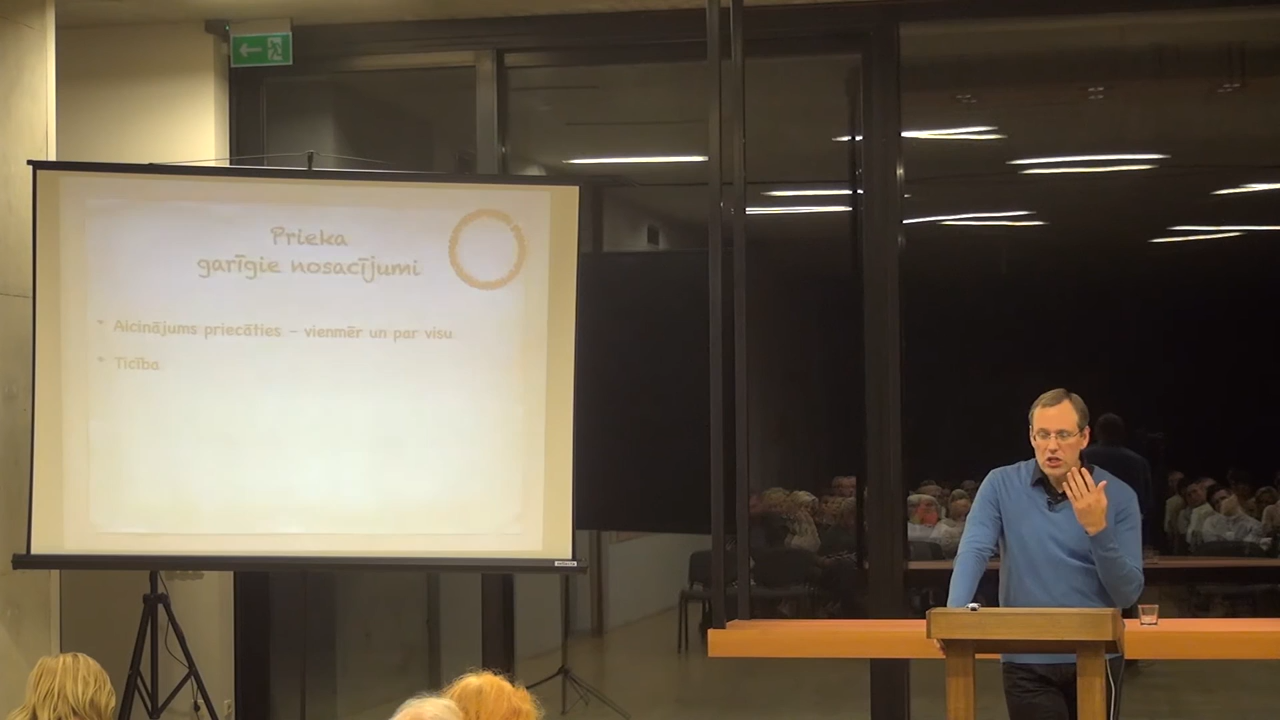 Prieka
garīgie nosacījumi
* Aicinājums priecāties – vienmēr un par visu
* Ticība